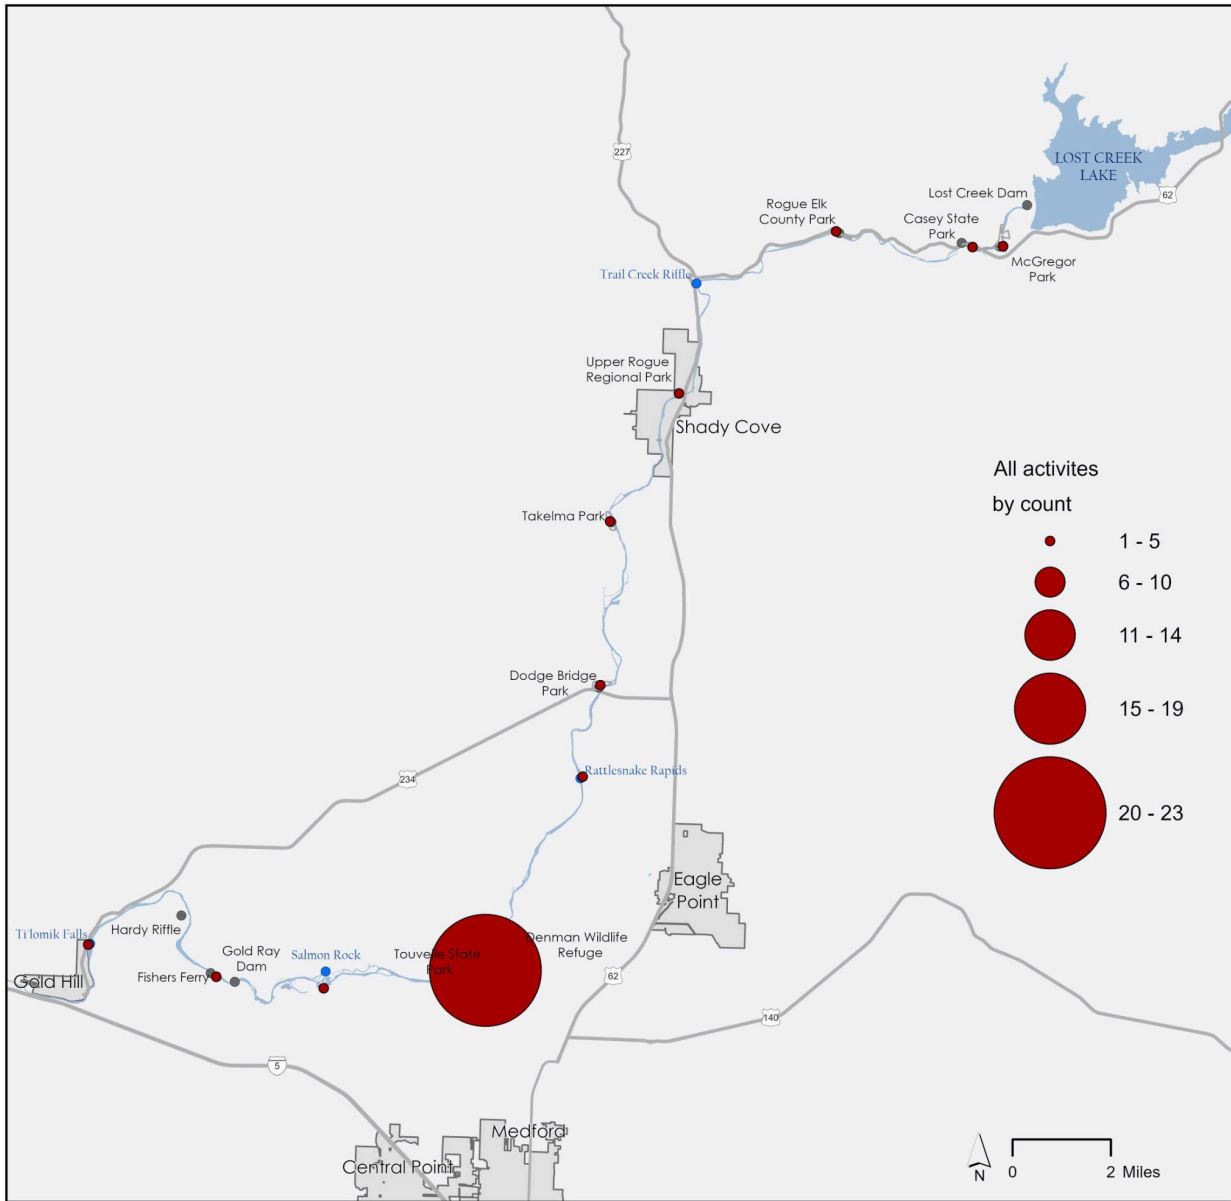 227
LOST CREEK
LAKE
Lost Creek Dam
62
Rogue Elk
County Park
Casey State
Park
McGregor
Park
Trail Creek Riffle
Upper Rogue
Regional Park
Shady Cove
All activites
by count
1 - 5
6 - 10
11 - 14
15 - 19
20 - 23
Takelma Park
Dodge Bridge
Park
Rattlesnake Rapids
234
Eagle
Point
Ti'lomik Falls
Hardy Riffle
Gold Ray
Dam
Salmon Rock
Touvelle State
Park
Denman Wildlife
Refuge
Fishers Ferry
Gold Hill
62
140
5
Medford
Central Point
N
0
2 Miles